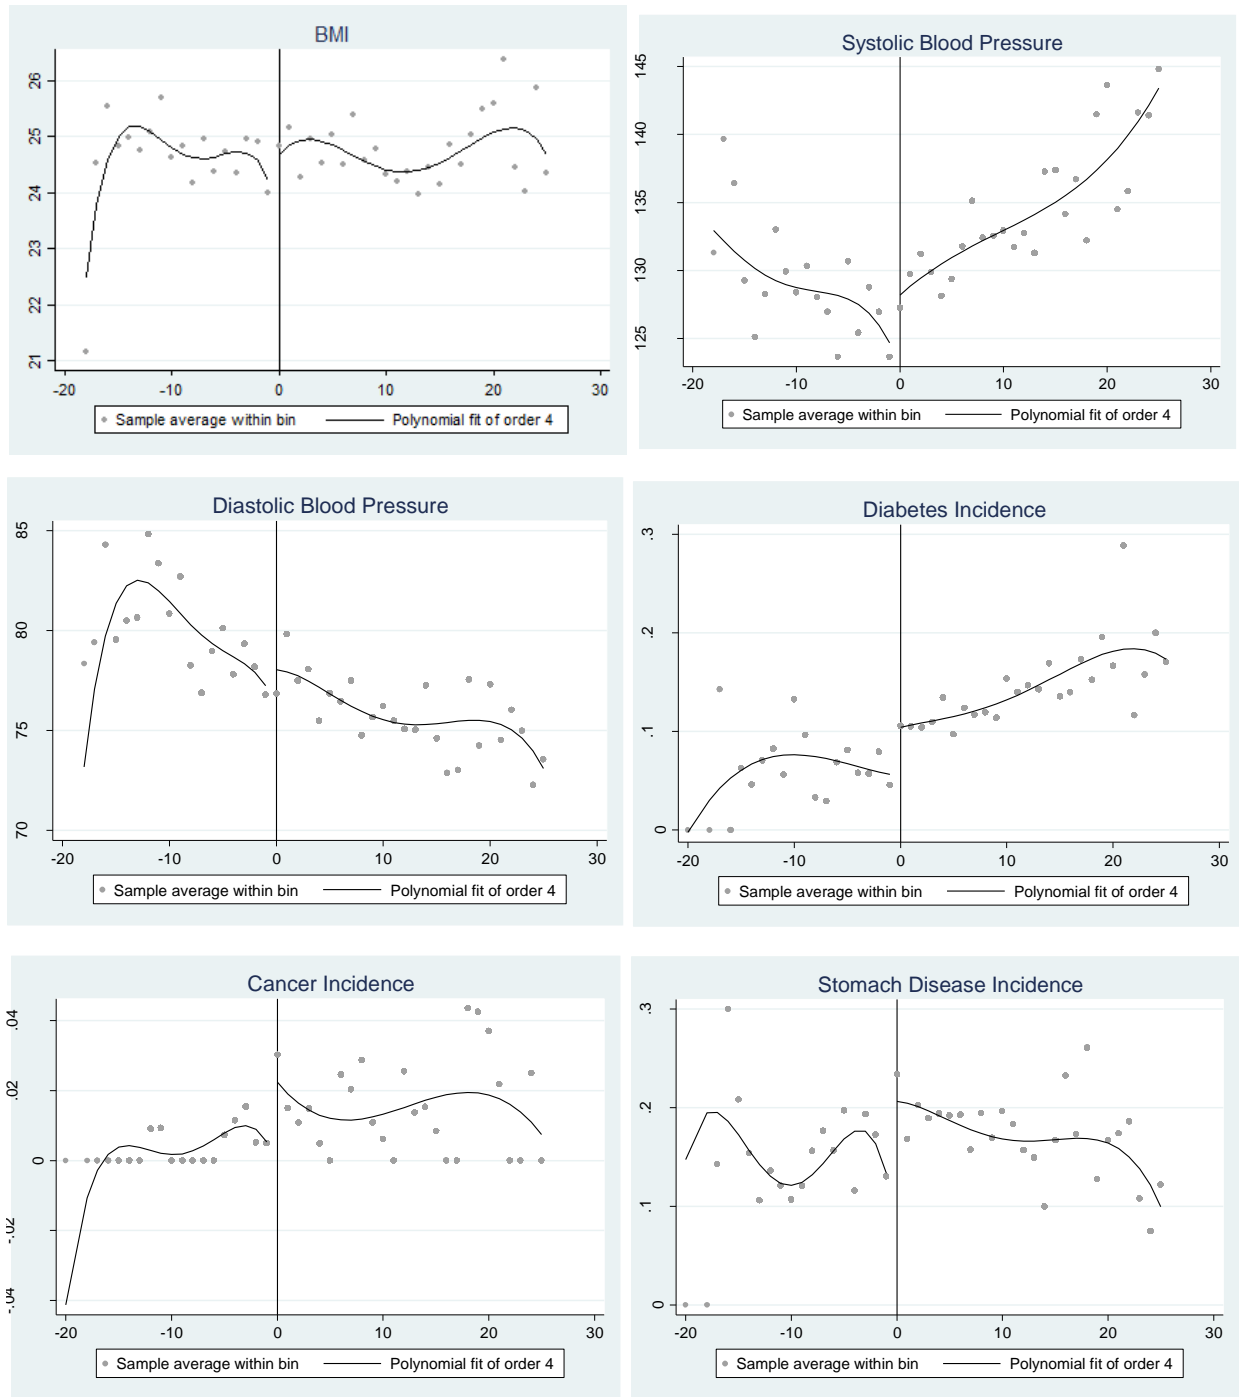 BMI
26
25
24
23
22
21
-20 -10 0 10 20 30
Sample average within bin Polynomial fit of order 4
Systolic Blood Pressure
145
140
135
130
125
-20 -10 0 10 20 30
Sample average within bin Polynomial fit of order 4
Diastolic Blood Pressure
85
80
75
70
-20 -10 0 10 20 30
Sample average within bin Polynomial fit of order 4
Diabetes Incidence
.3
.2
.1
0
-20 -10 0 10 20 30
Sample average within bin Polynomial fit of order 4
Cancer Incidence
.04
.02
0
-.02
-.04
-20 -10 0 10 20 30
Sample average within bin Polynomial fit of order 4
Stomach Disease Incidence
.3
.2
.1
0
-20 -10 0 10 20 30
Sample average within bin Polynomial fit of order 4